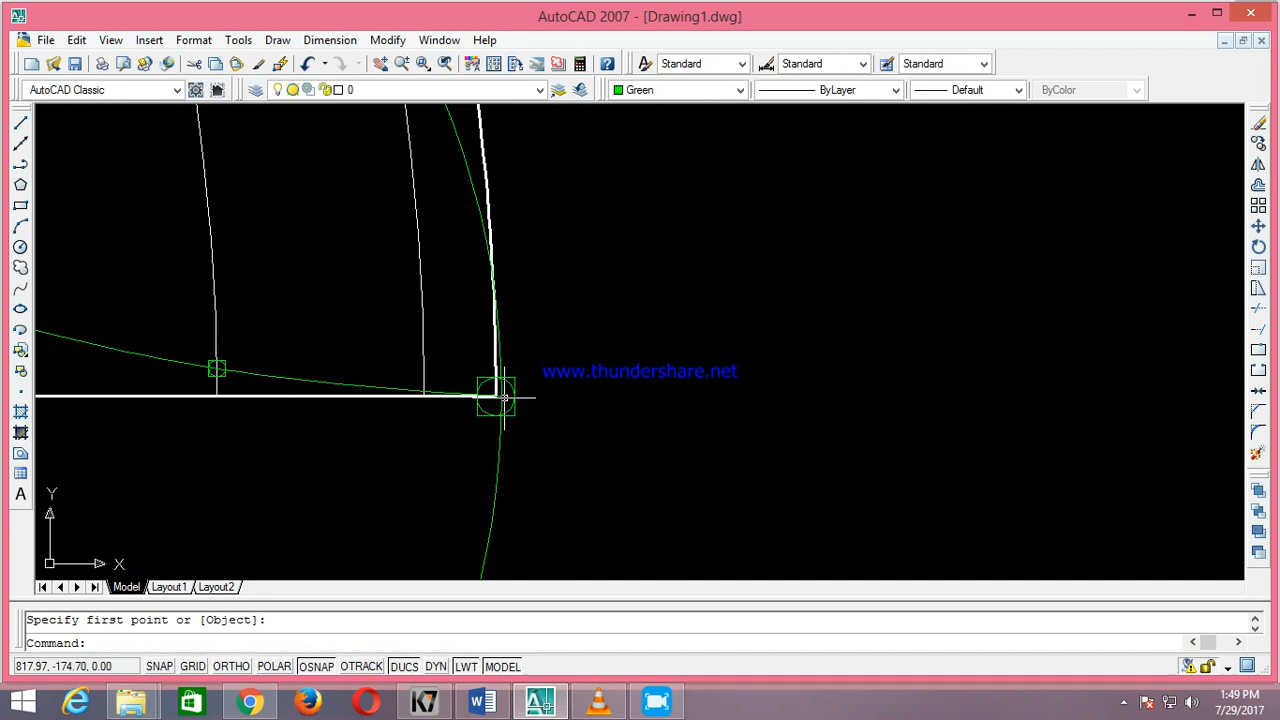 AutoCAD 2007 - [Drawing1.dwg]
File Edit View Insert Format Tools Draw Dimension Modify Window Help
Standard Standard Standard
AutoCAD Classic 0 Green ByLayer Default ByColor
www.thundershare.net
Y
X
A
Model Layout1 Layout2
Specify first point or [Object]:
Command:
817.97, -174.70, 0.00 SNAP GRID ORTHO POLAR OSNAP OTRACK DUCS DYN LWT MODEL
1:49 PM
7/29/2017